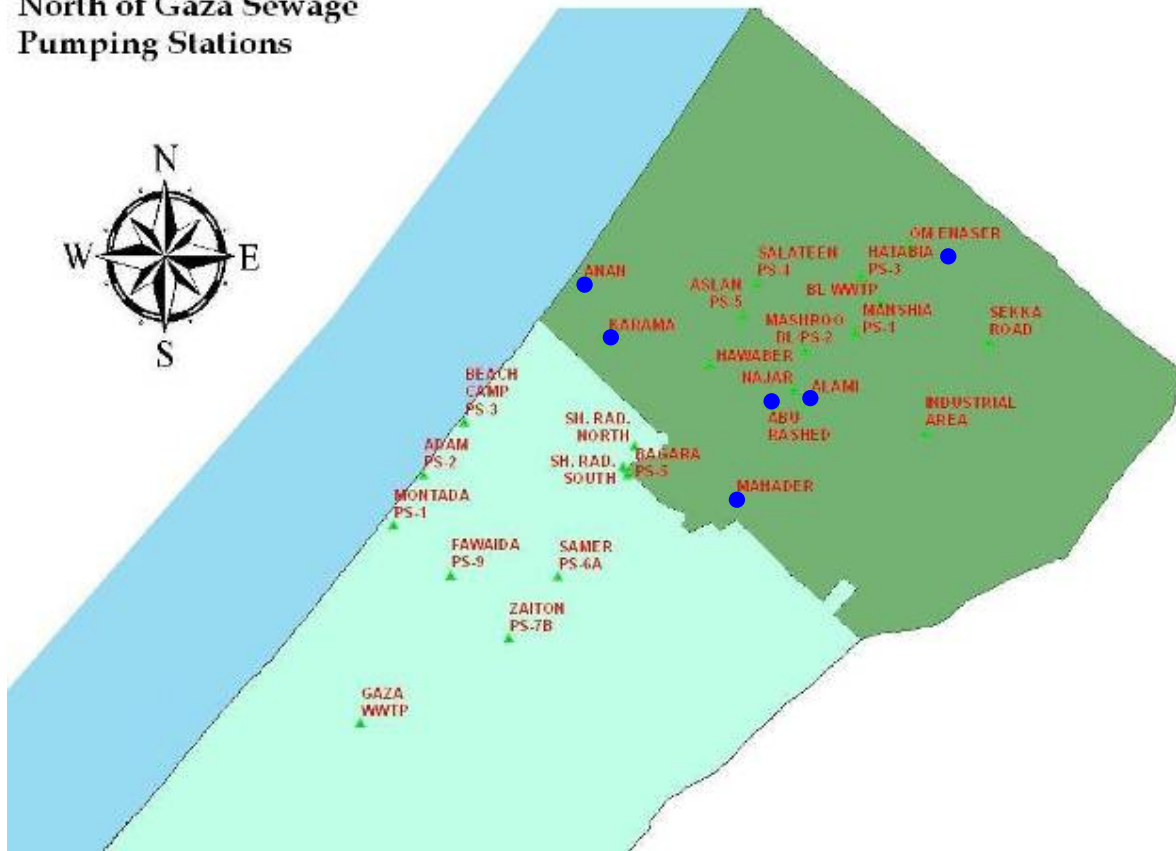 North of Gaza Sewage
Pumping Stations
N
W
E
S
OM ENASER
SALATEEN
PS-4
HATABIA
PS-3
ANAN
ASLAN
PS-5
BL WWTP
MANSHIA
PS-1
SEKKA
ROAD
KARAMA
MASHROO
BL-PS-2
HAWABER
NAJAR
ALAMI
BEACH
CAMP
PS-3
ABU
RASHED
INDUSTRIAL
AREA
SH. RAD.
NORTH
ADAM
PS-2
SH. RAD.
SOUTH
BAGARA
PS-5
MAHADER
MONTADA
PS-1
FAWAIDA
PS-9
SAMER
PS-6A
ZAITON
PS-7B
GAZA
WWTP